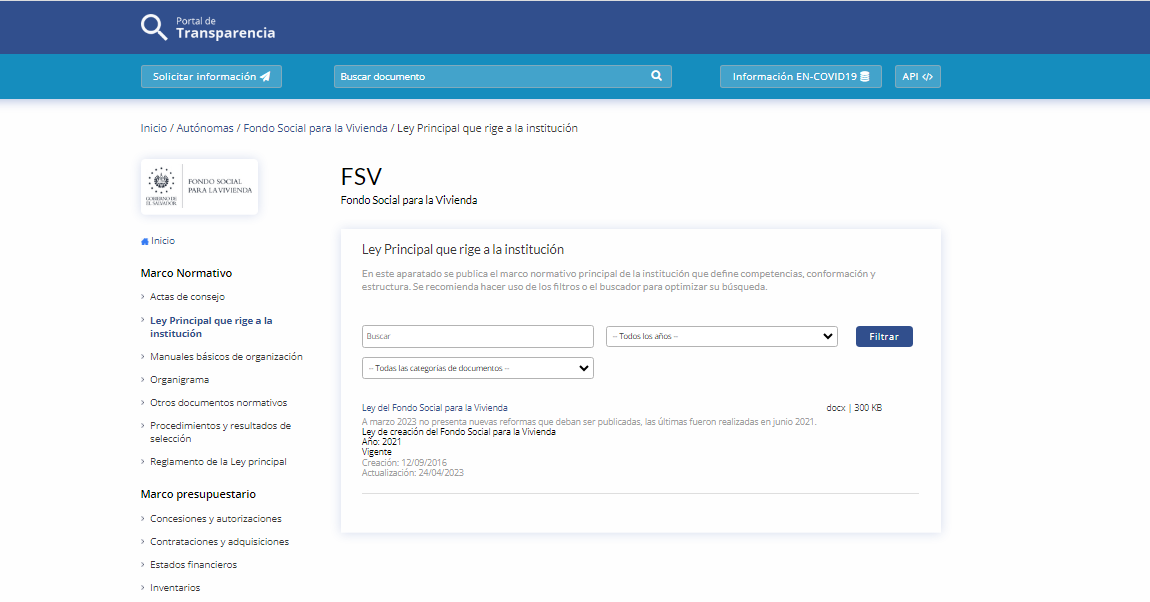 Portal de
Transparencia
Solicitar información
Buscar documento
Información EN-COVID19
API </>
Inicio / Autónomas / Fondo Social para la Vivienda / Ley Principal que rige a la institución
GOBIERNO DE
EL SALVADOR
FONDO SOCIAL
PARA LA VIVIENDA
FSV
Fondo Social para la Vivienda
Inicio
Marco Normativo
Actas de consejo
Ley Principal que rige a la
institución
Manuales básicos de organización
Organigrama
Otros documentos normativos
Procedimientos y resultados de
selección
Reglamento de la Ley principal
Marco presupuestario
Concesiones y autorizaciones
Contrataciones y adquisiciones
Estados financieros
Inventarios
Ley Principal que rige a la institución
En este aparatado se publica el marco normativo principal de la institución que define competencias, conformación y
estructura. Se recomienda hacer uso de los filtros o el buscador para optimizar su búsqueda.
Buscar
-- Todos los años --
Filtrar
-- Todas las categorias de documentos --
Ley del Fondo Social para la Vivienda
docx | 300 KB
A marzo 2023 no presenta nuevas reformas que deban ser publicadas, las últimas fueron realizadas en junio 2021.
Ley de creación del Fondo Social para la Vivienda
Año: 2021
Vigente
Creación: 12/09/2016
Actualización: 24/04/2023